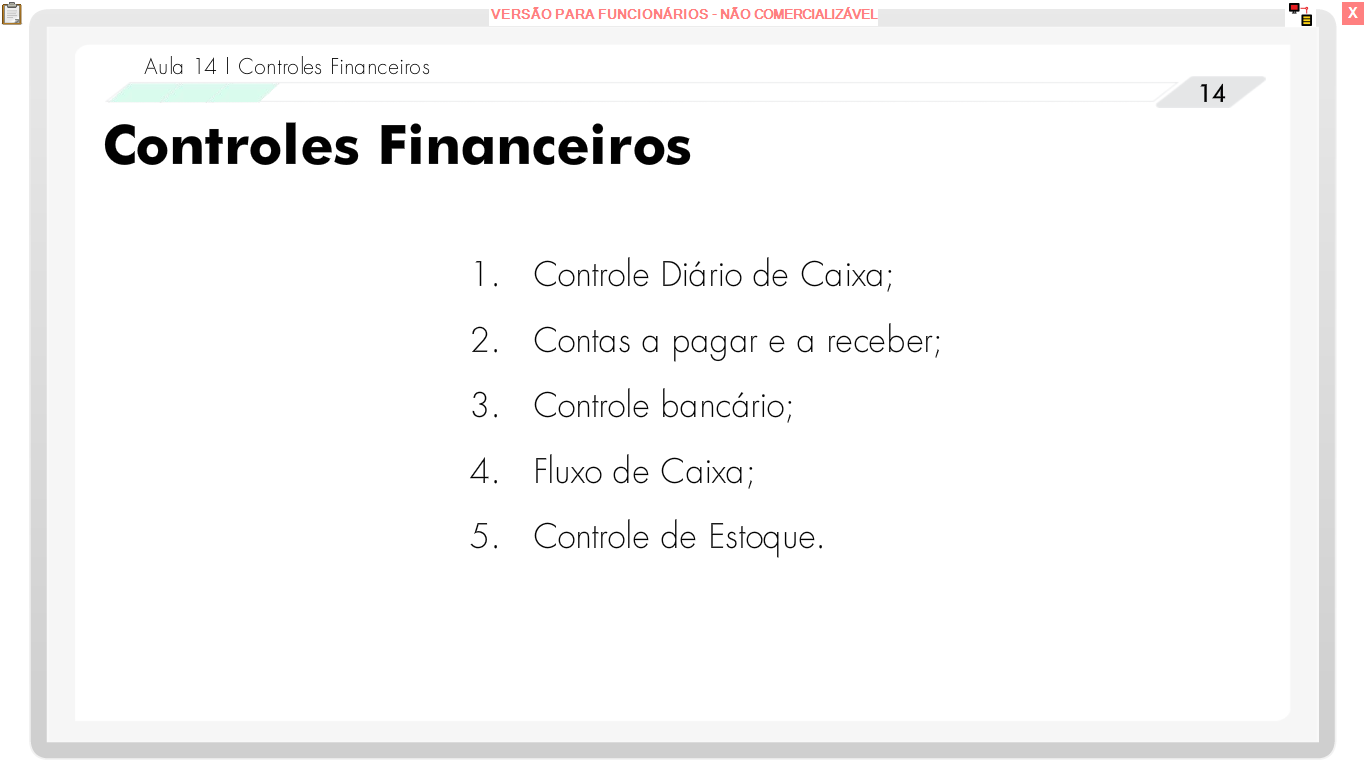 VERSÃO PARA FUNCIONÁRIOS - NÃO COMERCIALIZÁVEL
X
Aula 14 | Controles Financeiros
14
Controles Financeiros
1. Controle Diário de Caixa;
2. Contas a pagar e a receber;
3. Controle bancário;
4. Fluxo de Caixa;
5. Controle de Estoque.